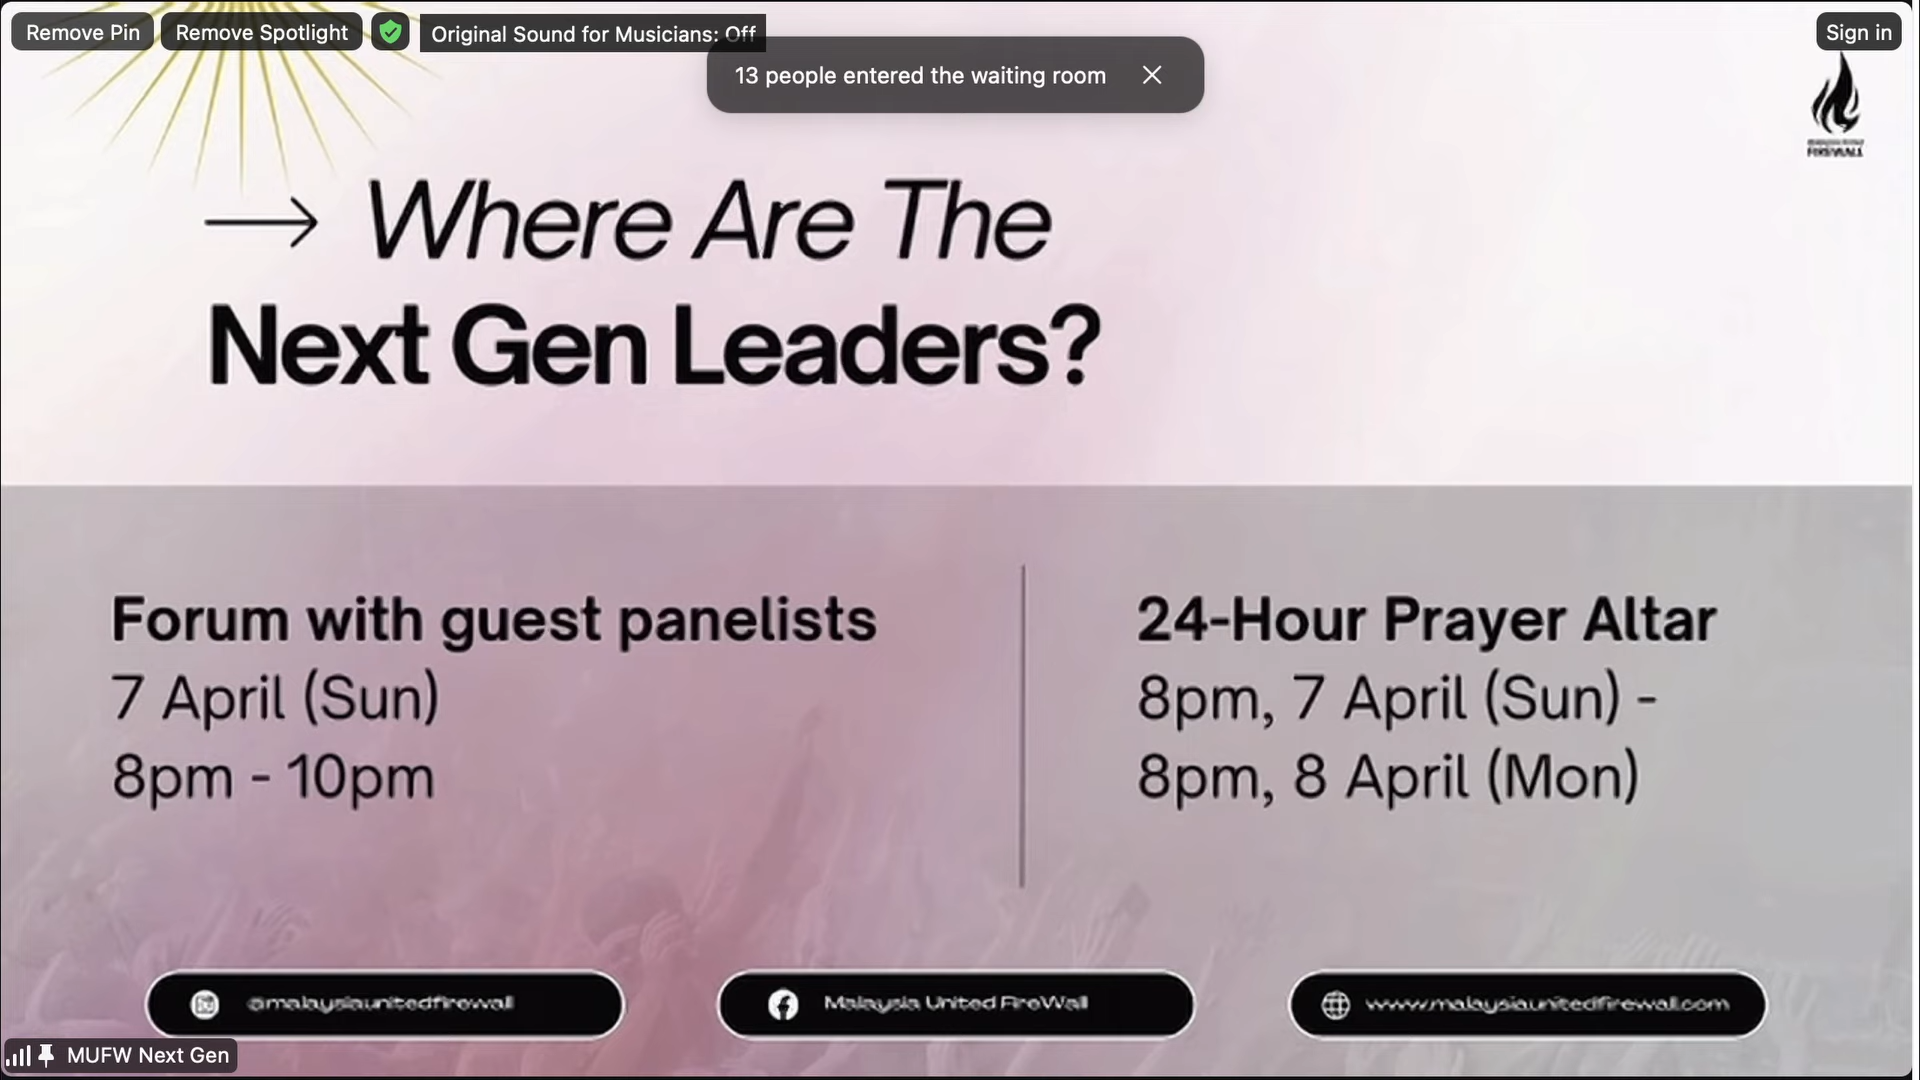 Remove Pin
Remove Spotlight
Original Sound for Musicians: Off
Sign in
13 people entered the waiting room
FIREWALL
Where Are The
Next Gen Leaders?
Forum with guest panelists
7 April (Sun)
8pm - 10pm
24-Hour Prayer Altar
8pm, 7 April (Sun) -
8pm, 8 April (Mon)
@malaysiaunitedfirewall
Malaysia United FireWall
www.malaysiaunitedfirewall.com
MUFW Next Gen